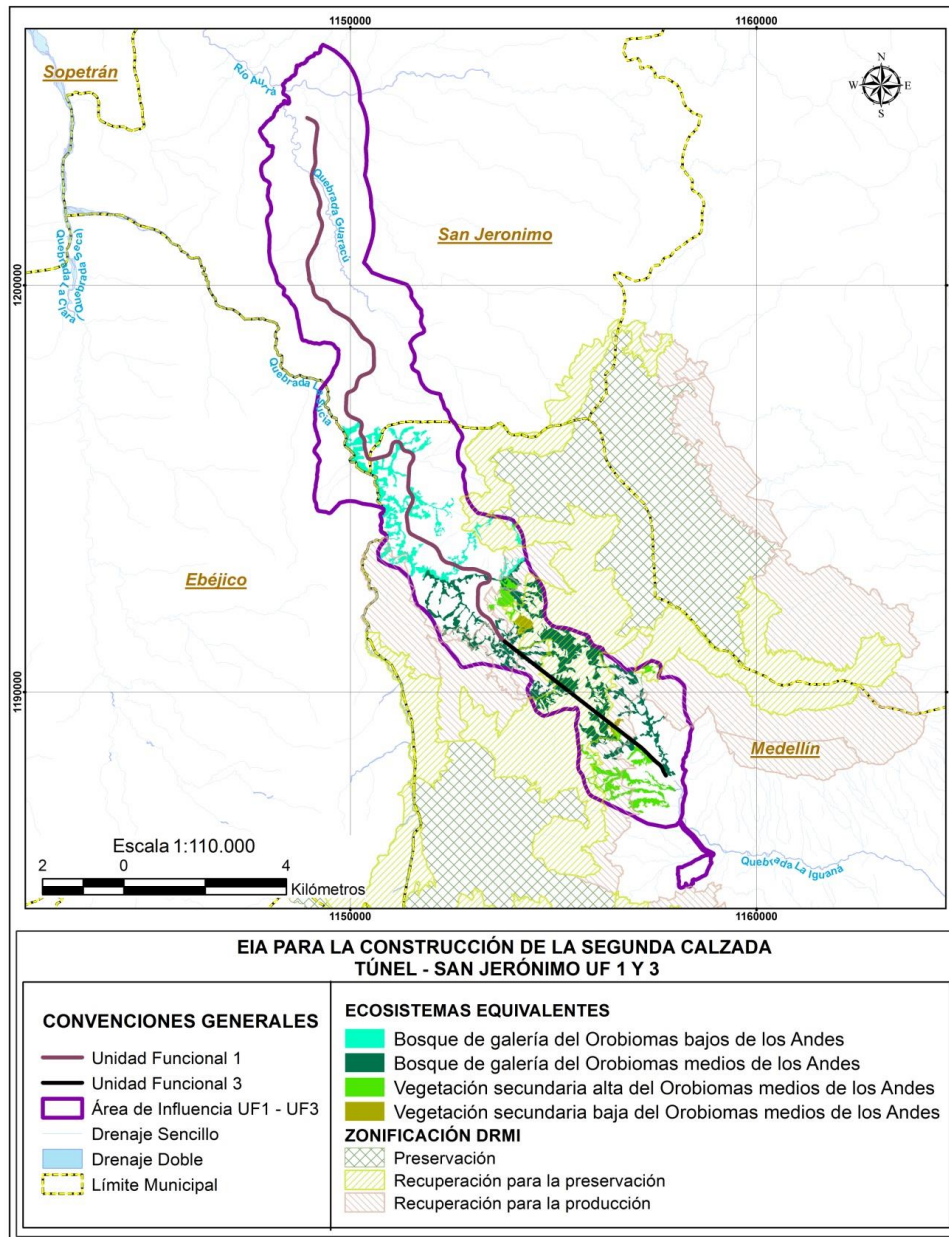 1150000
1160000
Sopetrán
Río Aurrá
N
W
E
S
Quebrada Guaracú
San Jeronimo
Quebrada Seca
Quebrada La Clara
1200000
1200000
Ebéjico
1190000
1190000
Medellín
Escala 1:110.000
2 0 4
Kilómetros
Quebrada La Iguaná
1150000
1160000
EIA PARA LA CONSTRUCCIÓN DE LA SEGUNDA CALZADA
TÚNEL - SAN JERÓNIMO UF 1 Y 3
CONVENCIONES GENERALES
Unidad Funcional 1
Unidad Funcional 3
Área de Influencia UF1 - UF3
Drenaje Sencillo
Drenaje Doble
Límite Municipal
ECOSISTEMAS EQUIVALENTES
Bosque de galería del Orobiomas bajos de los Andes
Bosque de galería del Orobiomas medios de los Andes
Vegetación secundaria alta del Orobiomas medios de los Andes
Vegetación secundaria baja del Orobiomas medios de los Andes
ZONIFICACIÓN DRMI
Preservación
Recuperación para la preservación
Recuperación para la producción